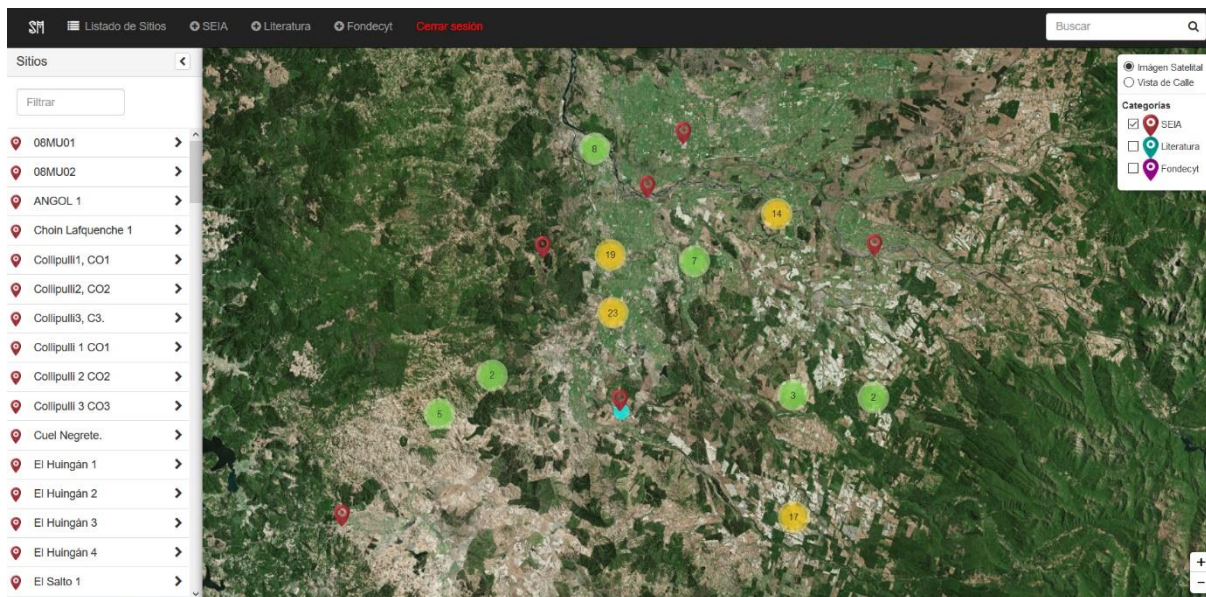 SM Listado de Sitios SEIA Literatura Fondecyt Cerrar sesión Buscar
Sitios
Filtrar
08MU01
08MU02
ANGOL 1
Choin Lafquenche 1
Collipulli1, CO1
Collipulli2, CO2
Collipulli3, C3.
Collipulli 1 CO1
Collipulli 2 CO2
Collipulli 3 CO3
Cuel Negrete.
El Huingán 1
El Huingán 2
El Huingán 3
El Huingán 4
El Salto 1
Imágen Satelital
Vista de Calle
Categorías
SEIA
Literatura
Fondecyt
8
14
19
7
23
2
5
3
2
17
+
−